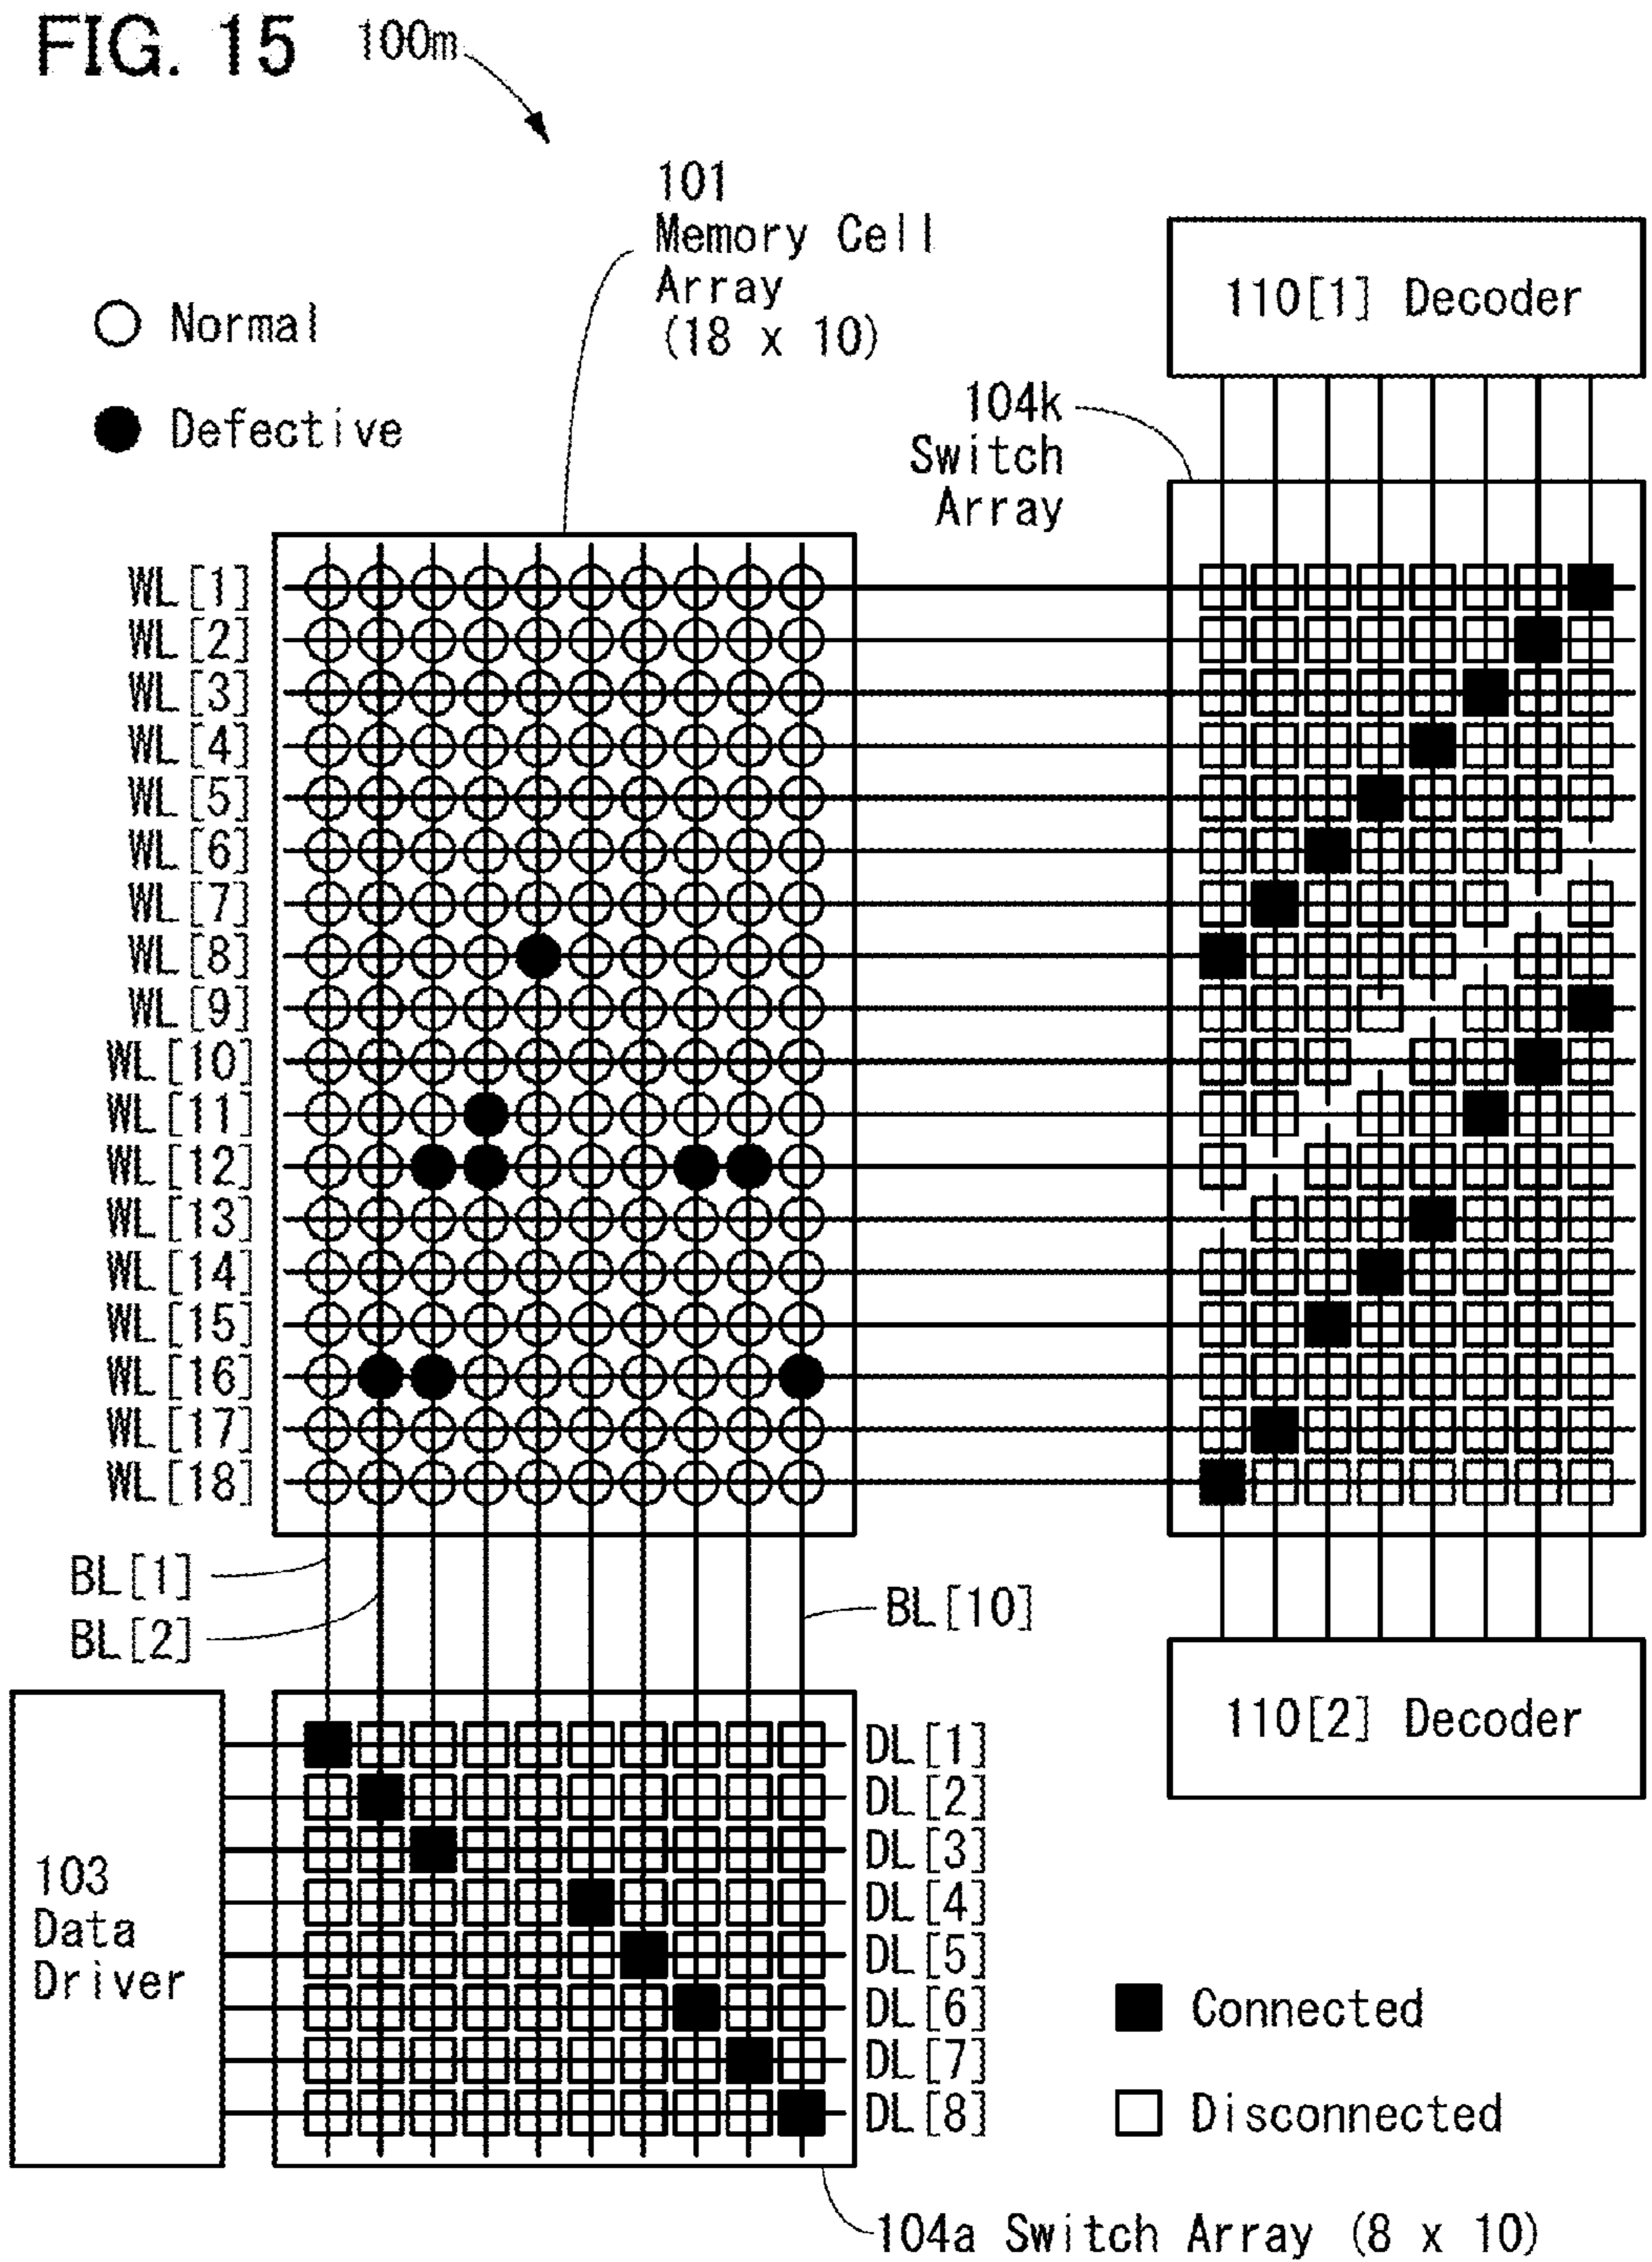 FIG. 15
100m
101
Memory Cell
Array
(18 x 10)
Normal
Defective
110[1] Decoder
104k
Switch
Array
WL[1]
WL[2]
WL[3]
WL[4]
WL[5]
WL[6]
WL[7]
WL[8]
WL[9]
WL[10]
WL[11]
WL[12]
WL[13]
WL[14]
WL[15]
WL[16]
WL[17]
WL[18]
BL[1]
BL[2]
BL[10]
110[2] Decoder
103
Data
Driver
DL[1]
DL[2]
DL[3]
DL[4]
DL[5]
DL[6]
DL[7]
DL[8]
Connected
Disconnected
104a Switch Array (8 x 10)